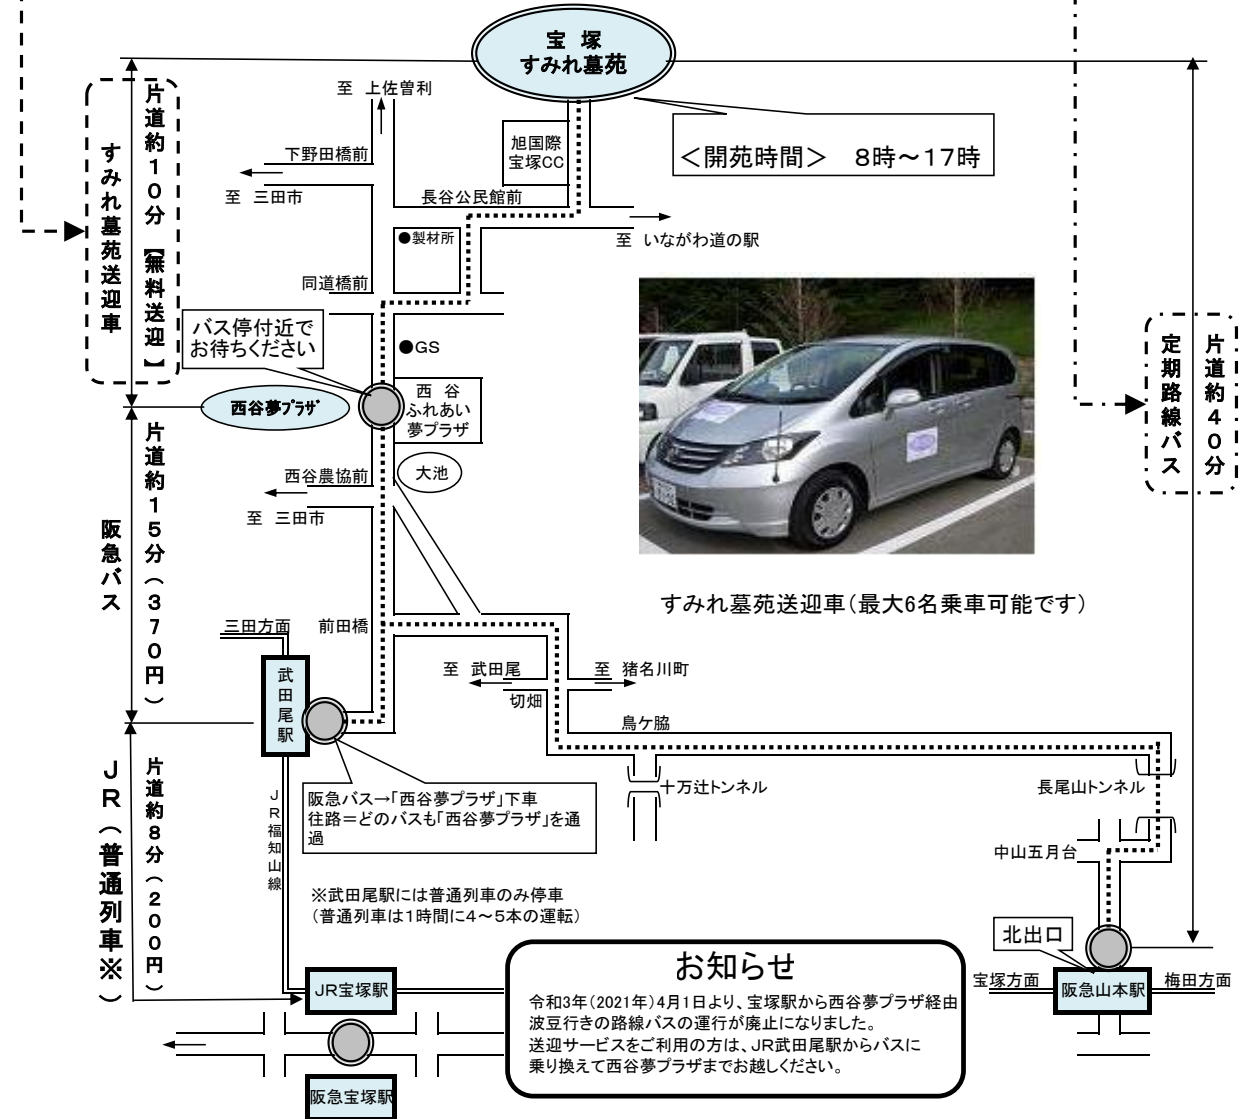 宝 塚
すみれ墓苑
至 上佐曽利
旭国際
宝塚CC
<開苑時間> 8時～17時
下野田橋前
至 三田市
長谷公民館前
至 いながわ道の駅
●製材所
同道橋前
片道約10分【無料送迎】
すみれ墓苑送迎車
バス停付近で
お待ちください
●GS
西谷夢プラザ
西 谷
ふれあい
夢プラザ
定期路線バス
片道約40分
西谷農協前
大池
至 三田市
片道約15分(370円)
阪急バス
すみれ墓苑送迎車(最大6名乗車可能です)
三田方面
前田橋
武田尾駅
至 武田尾
至 猪名川町
切畑
鳥ケ脇
十万辻トンネル
長尾山トンネル
阪急バス→「西谷夢プラザ」下車
往路=どのバスも「西谷夢プラザ」を通
過
JR福知山線
片道約8分(200円)
JR(普通列車※)
中山五月台
※武田尾駅には普通列車のみ停車
(普通列車は1時間に4～5本の運転)
北出口
宝塚方面
阪急山本駅
梅田方面
JR宝塚駅
お知らせ
令和3年(2021年)4月1日より、宝塚駅から西谷夢プラザ経由
波豆行きの路線バスの運行が廃止になりました。
送迎サービスをご利用の方は、JR武田尾駅からバスに
乗り換えて西谷夢プラザまでお越しください。
阪急宝塚駅